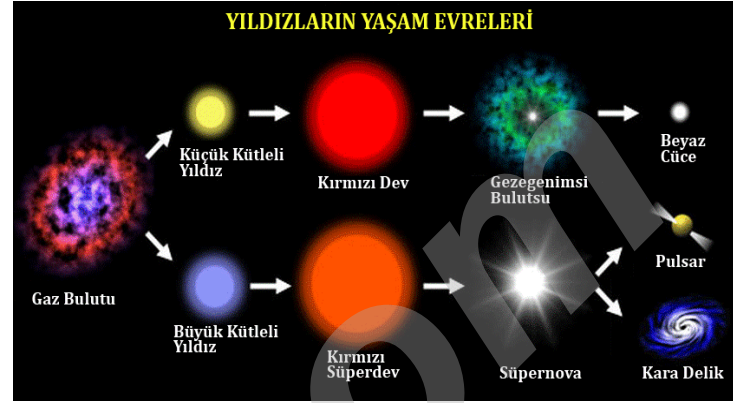 YILDIZLARIN YAŞAM EVRELERİ
Küçük Kütleli
Yıldız
Kırmızı Dev
Gezegenimsi
Bulutsu
Beyaz
Cüce
Gaz Bulutu
Büyük Kütleli
Yıldız
Kırmızı
Süperdev
Süpernova
Pulsar
Kara Delik
om